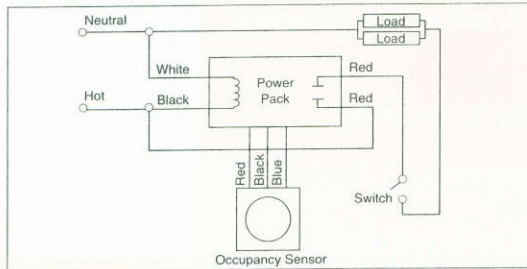 Neutral
Load
Load
White
Red
Power
Pack
Hot
Black
Red
Red
Black
Blue
Switch
Occupancy Sensor